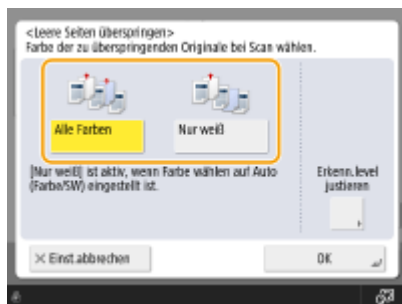 <Leere Seiten überspringen>
Farbe der zu überspringenden Originale bei Scan wählen.
Alle Farben
Nur weiß
[Nur weiß] ist aktiv, wenn Farbe wählen auf Auto
(Farbe/SW) eingestellt ist.
Erkenn.level
justieren
Einst.abbrechen
OK